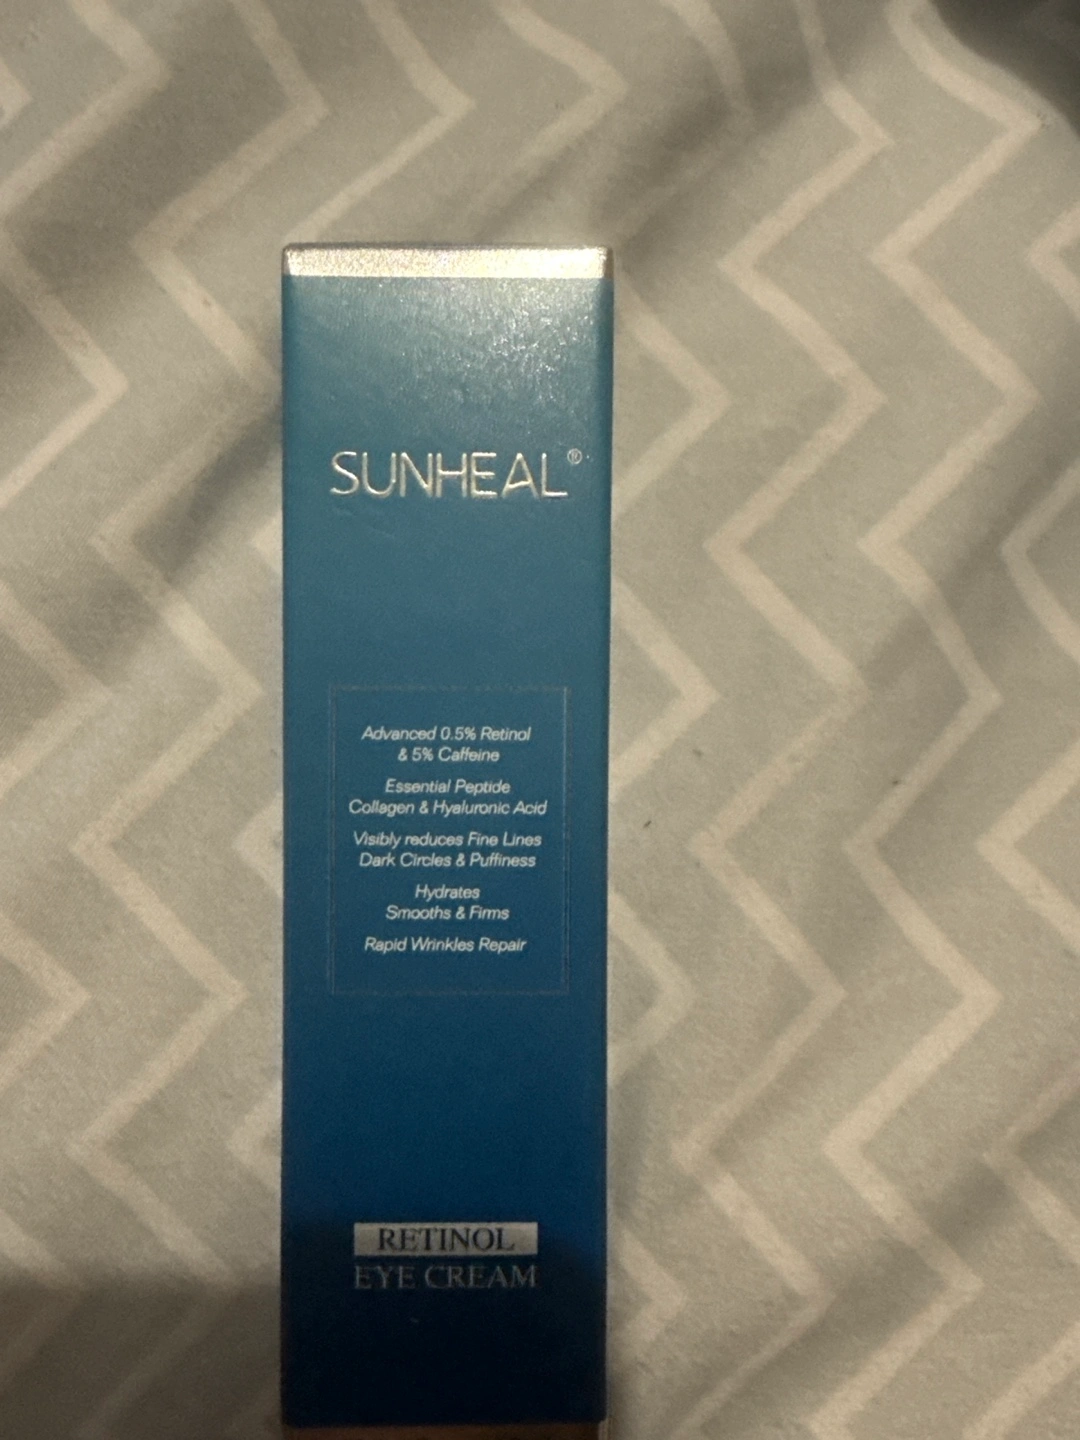 SUNHEAL®
Advanced 0.5% Retinol
& 5% Caffeine
Essential Peptide
Collagen & Hyaluronic Acid
Visibly reduces Fine Lines
Dark Circles & Puffiness
Hydrates
Smooths & Firms
Rapid Wrinkles Repair
RETINOL
EYE CREAM